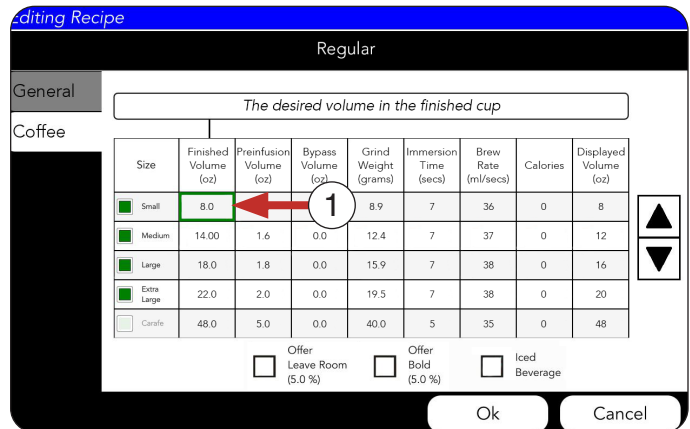 Editing Recipe
Regular
General
Coffee
The desired volume in the finished cup
Size
Finished Volume (oz)
Preinfusion Volume (oz)
Bypass Volume (oz)
Grind Weight (grams)
Immersion Time (secs)
Brew Rate (ml/secs)
Calories
Displayed Volume (oz)
Small 8.0 1 8.9 7 36 0 8
Medium 14.00 1.6 0.0 12.4 7 37 0 12
Large 18.0 1.8 0.0 15.9 7 38 0 16
Extra Large 22.0 2.0 0.0 19.5 7 38 0 20
Carafe 48.0 5.0 0.0 40.0 5 35 0 48
Offer Leave Room (5.0 %)
Offer Bold (5.0 %)
Iced Beverage
Ok
Cancel